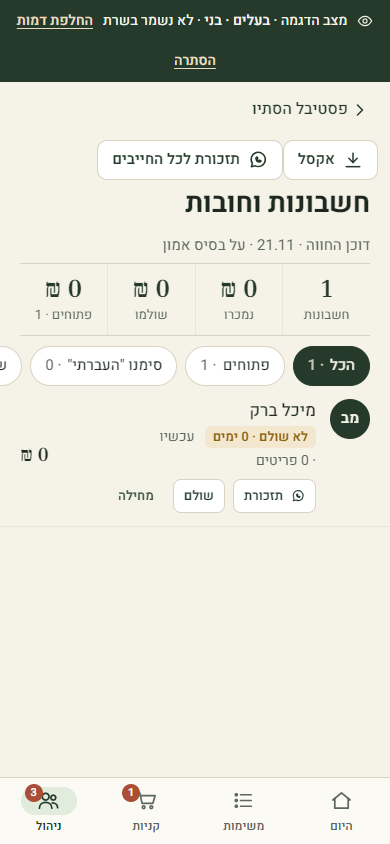 מצב הדגמה · בעלים · בני · לא נשמר בשרת החלפת דמות
הסתרה
פסטיבל הסתיו
אקסל
תזכורת לכל החייבים
חשבונות וחובות
דוכן החווה · 21.11 · על בסיס אמון
1 0 ₪ 0 ₪ 0 ₪
חשבונות נמכרו שולמו פתוחים · 1
הכל · 1 פתוחים · 1 סימנו "העברתי" · 0
מב
מיכל ברק
לא שולם · 0 ימים עכשיו
· 0 פריטים
0 ₪
תזכורת שולם מחילה
1 3
היום משימות קניות ניהול